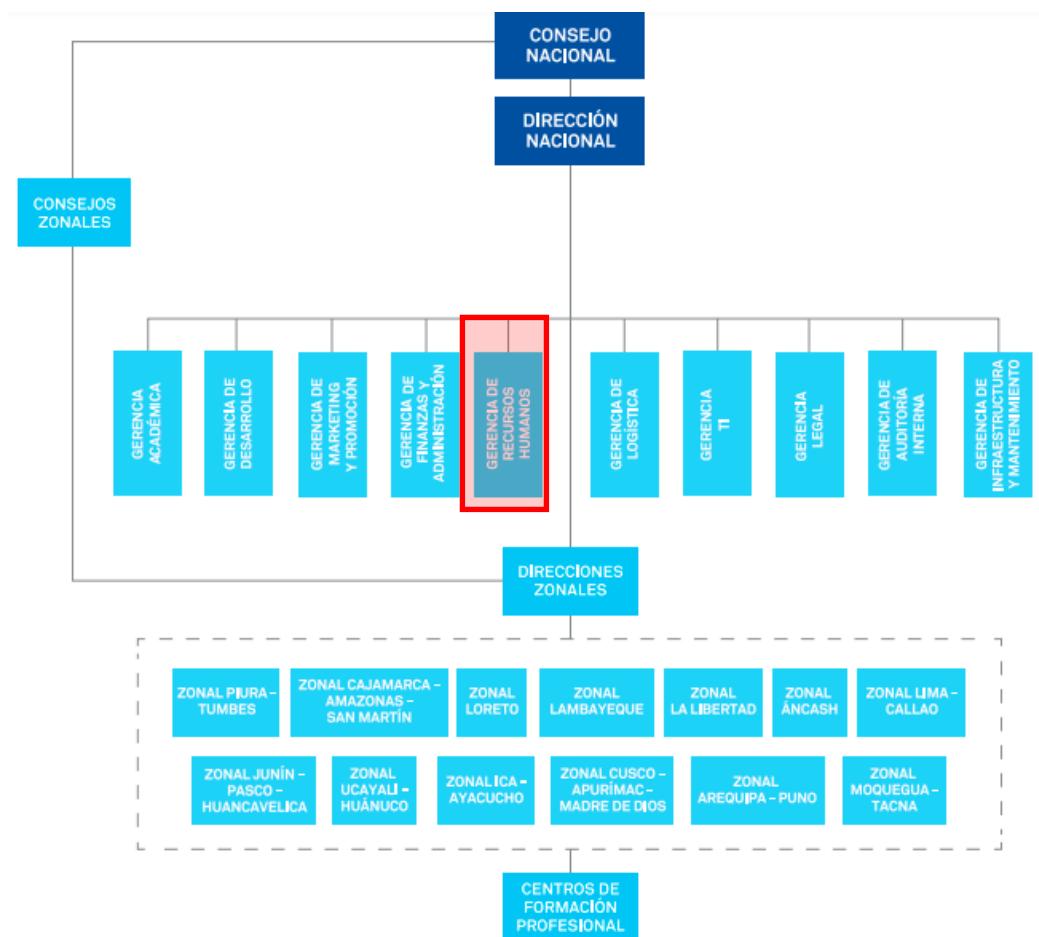 CONSEJO
NACIONAL
DIRECCIÓN
NACIONAL
CONSEJOS
ZONALES
GERENCIA
ACADÉMICA
GERENCIA DE
DESARROLLO
GERENCIA DE
MARKETING
Y PROMOCIÓN
GERENCIA DE
FINANZAS Y
ADMINISTRACIÓN
GERENCIA DE
RECURSOS
HUMANOS
GERENCIA DE
LOGÍSTICA
GERENCIA
TI
GERENCIA
LEGAL
GERENCIA DE
AUDITORÍA
INTERNA
GERENCIA DE
INFRAESTRUCTURA
Y MANTENIMIENTO
DIRECCIONES
ZONALES
ZONAL PIURA –
TUMBES
ZONAL CAJAMARCA –
AMAZONAS –
SAN MARTÍN
ZONAL
LORETO
ZONAL
LAMBAYEQUE
ZONAL
LA LIBERTAD
ZONAL
ÁNCASH
ZONAL LIMA –
CALLAO
ZONAL JUNÍN –
PASCO –
HUANCAVELICA
ZONAL
UCAYALI –
HUÁNUCO
ZONAL ICA –
AYACUCHO
ZONAL CUSCO –
APURÍMAC –
MADRE DE DIOS
ZONAL
AREQUIPA – PUNO
ZONAL
MOQUEGUA –
TACNA
CENTROS DE
FORMACIÓN
PROFESIONAL